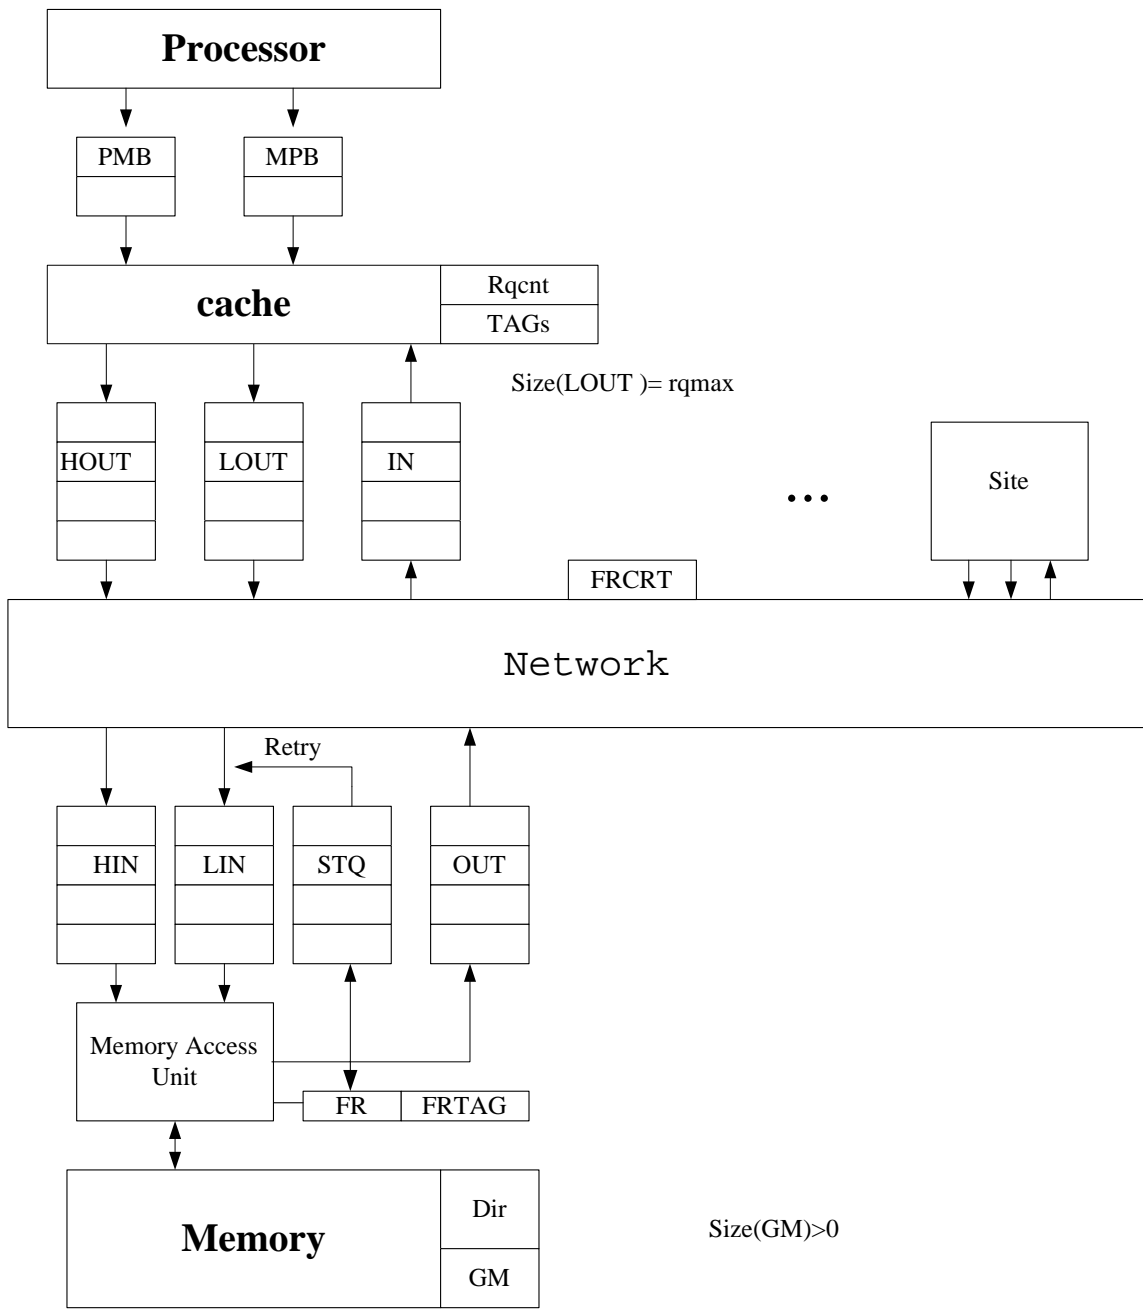 Processor
PMB
MPB
cache
Rqcnt
TAGs
Size(LOUT )= rqmax
HOUT
LOUT
IN
...
Site
FRCRT
Network
Retry
HIN
LIN
STQ
OUT
Memory Access
Unit
FR
FRTAG
Memory
Dir
GM
Size(GM)>0